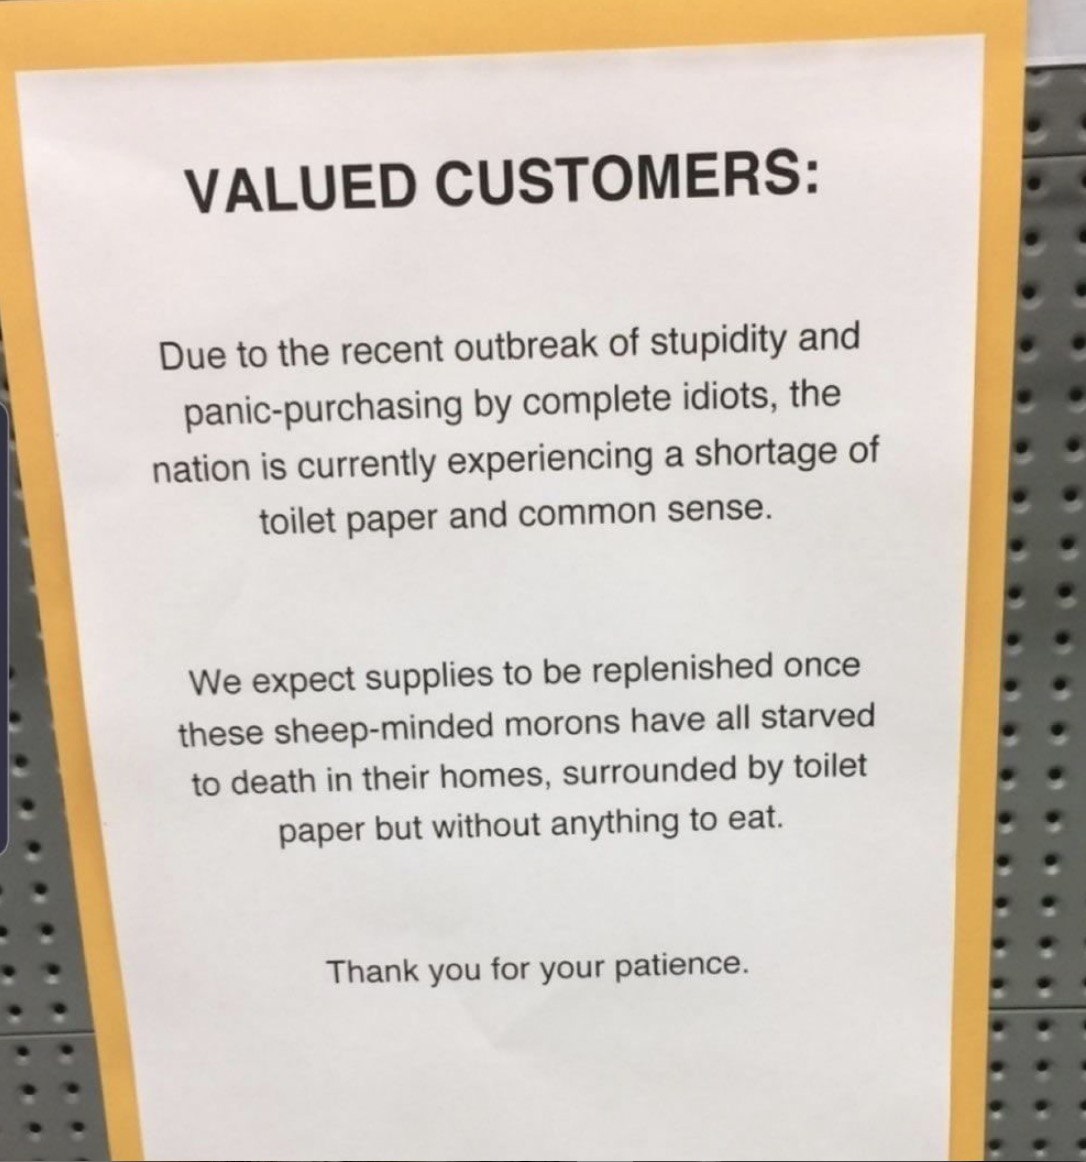 VALUED CUSTOMERS:
Due to the recent outbreak of stupidity and
panic-purchasing by complete idiots, the
nation is currently experiencing a shortage of
toilet paper and common sense.
We expect supplies to be replenished once
these sheep-minded morons have all starved
to death in their homes, surrounded by toilet
paper but without anything to eat.
Thank you for your patience.